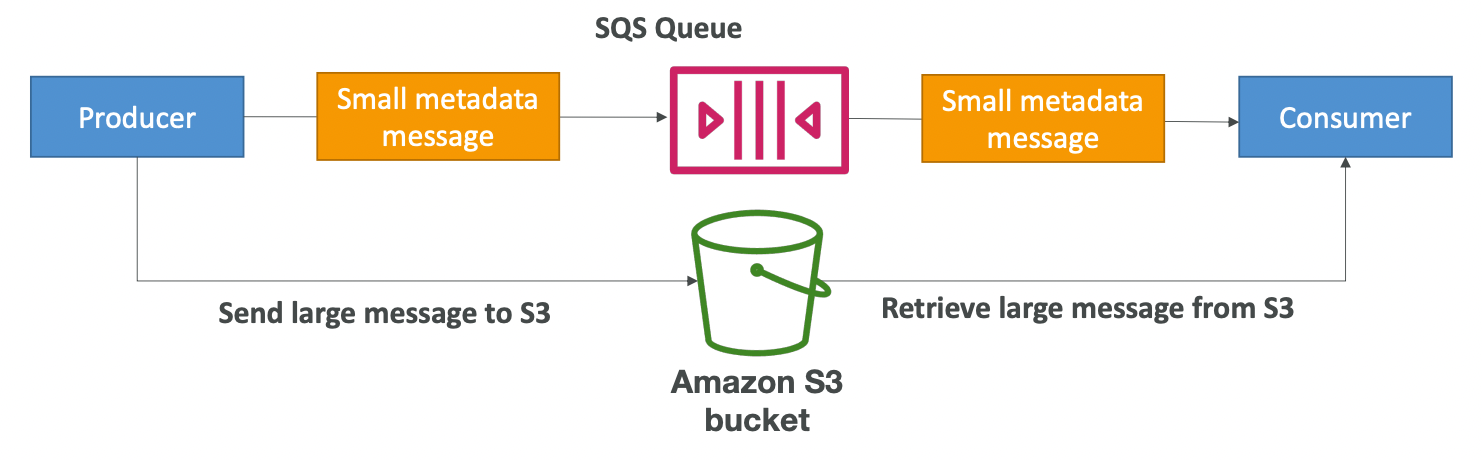 SQS Queue
Producer
Small metadata
message
Small metadata
message
Consumer
Send large message to S3
Retrieve large message from S3
Amazon S3
bucket